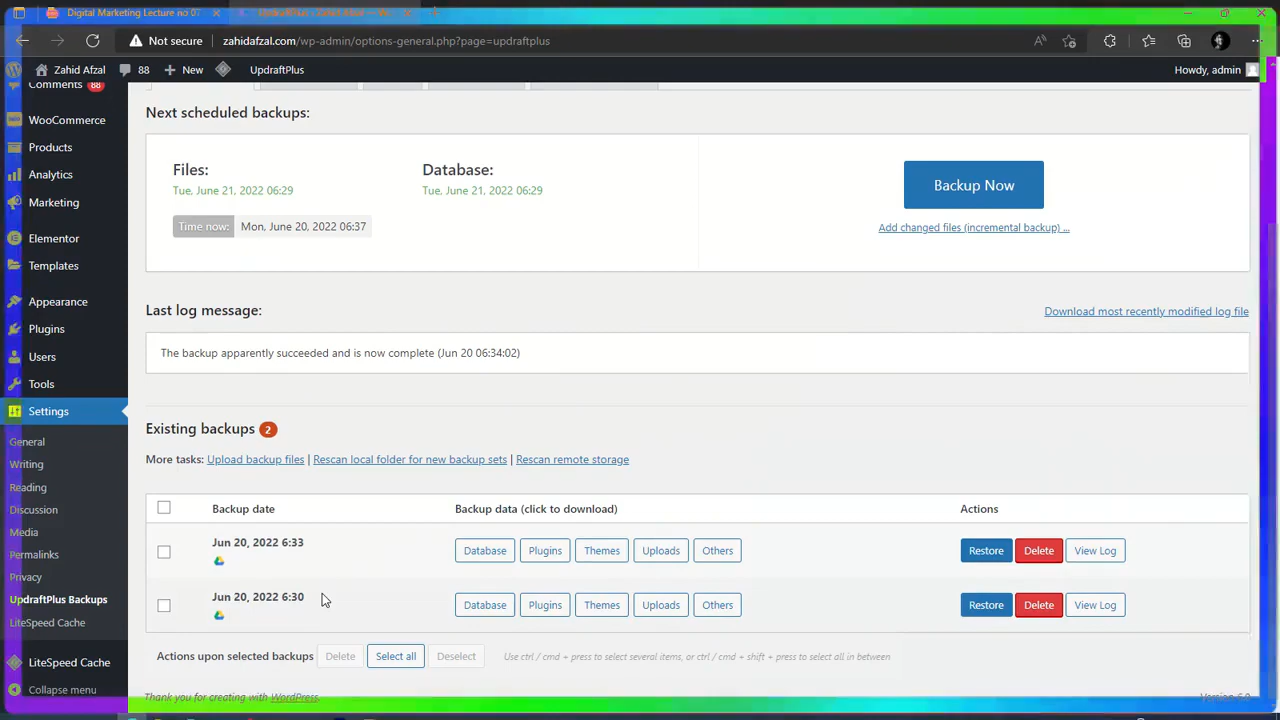 Digital Marketing Lecture no 07
UpdraftPlus
Not secure
zahidafzal.com/wp-admin/options-general.php?page=updraftplus
Zahid Afzal
88
New
UpdraftPlus
Howdy, admin
Comments 88
WooCommerce
Products
Analytics
Marketing
Elementor
Templates
Appearance
Plugins
Users
Tools
Settings
General
Writing
Reading
Discussion
Media
Permalinks
Privacy
UpdraftPlus Backups
LiteSpeed Cache
LiteSpeed Cache
Collapse menu
Next scheduled backups:
Files:
Tue, June 21, 2022 06:29
Database:
Tue, June 21, 2022 06:29
Time now: Mon, June 20, 2022 06:37
Backup Now
Add changed files (incremental backup) ...
Last log message:
Download most recently modified log file
The backup apparently succeeded and is now complete (Jun 20 06:34:02)
Existing backups 2
More tasks: Upload backup files | Rescan local folder for new backup sets | Rescan remote storage
Backup date Backup data (click to download) Actions
Jun 20, 2022 6:33 Database Plugins Themes Uploads Others Restore Delete View Log
Jun 20, 2022 6:30 Database Plugins Themes Uploads Others Restore Delete View Log
Actions upon selected backups Delete Select all Deselect Use ctrl / cmd + press to select several items, or ctrl / cmd + shift + press to select all in between
Thank you for creating with WordPress.
Version 6.0